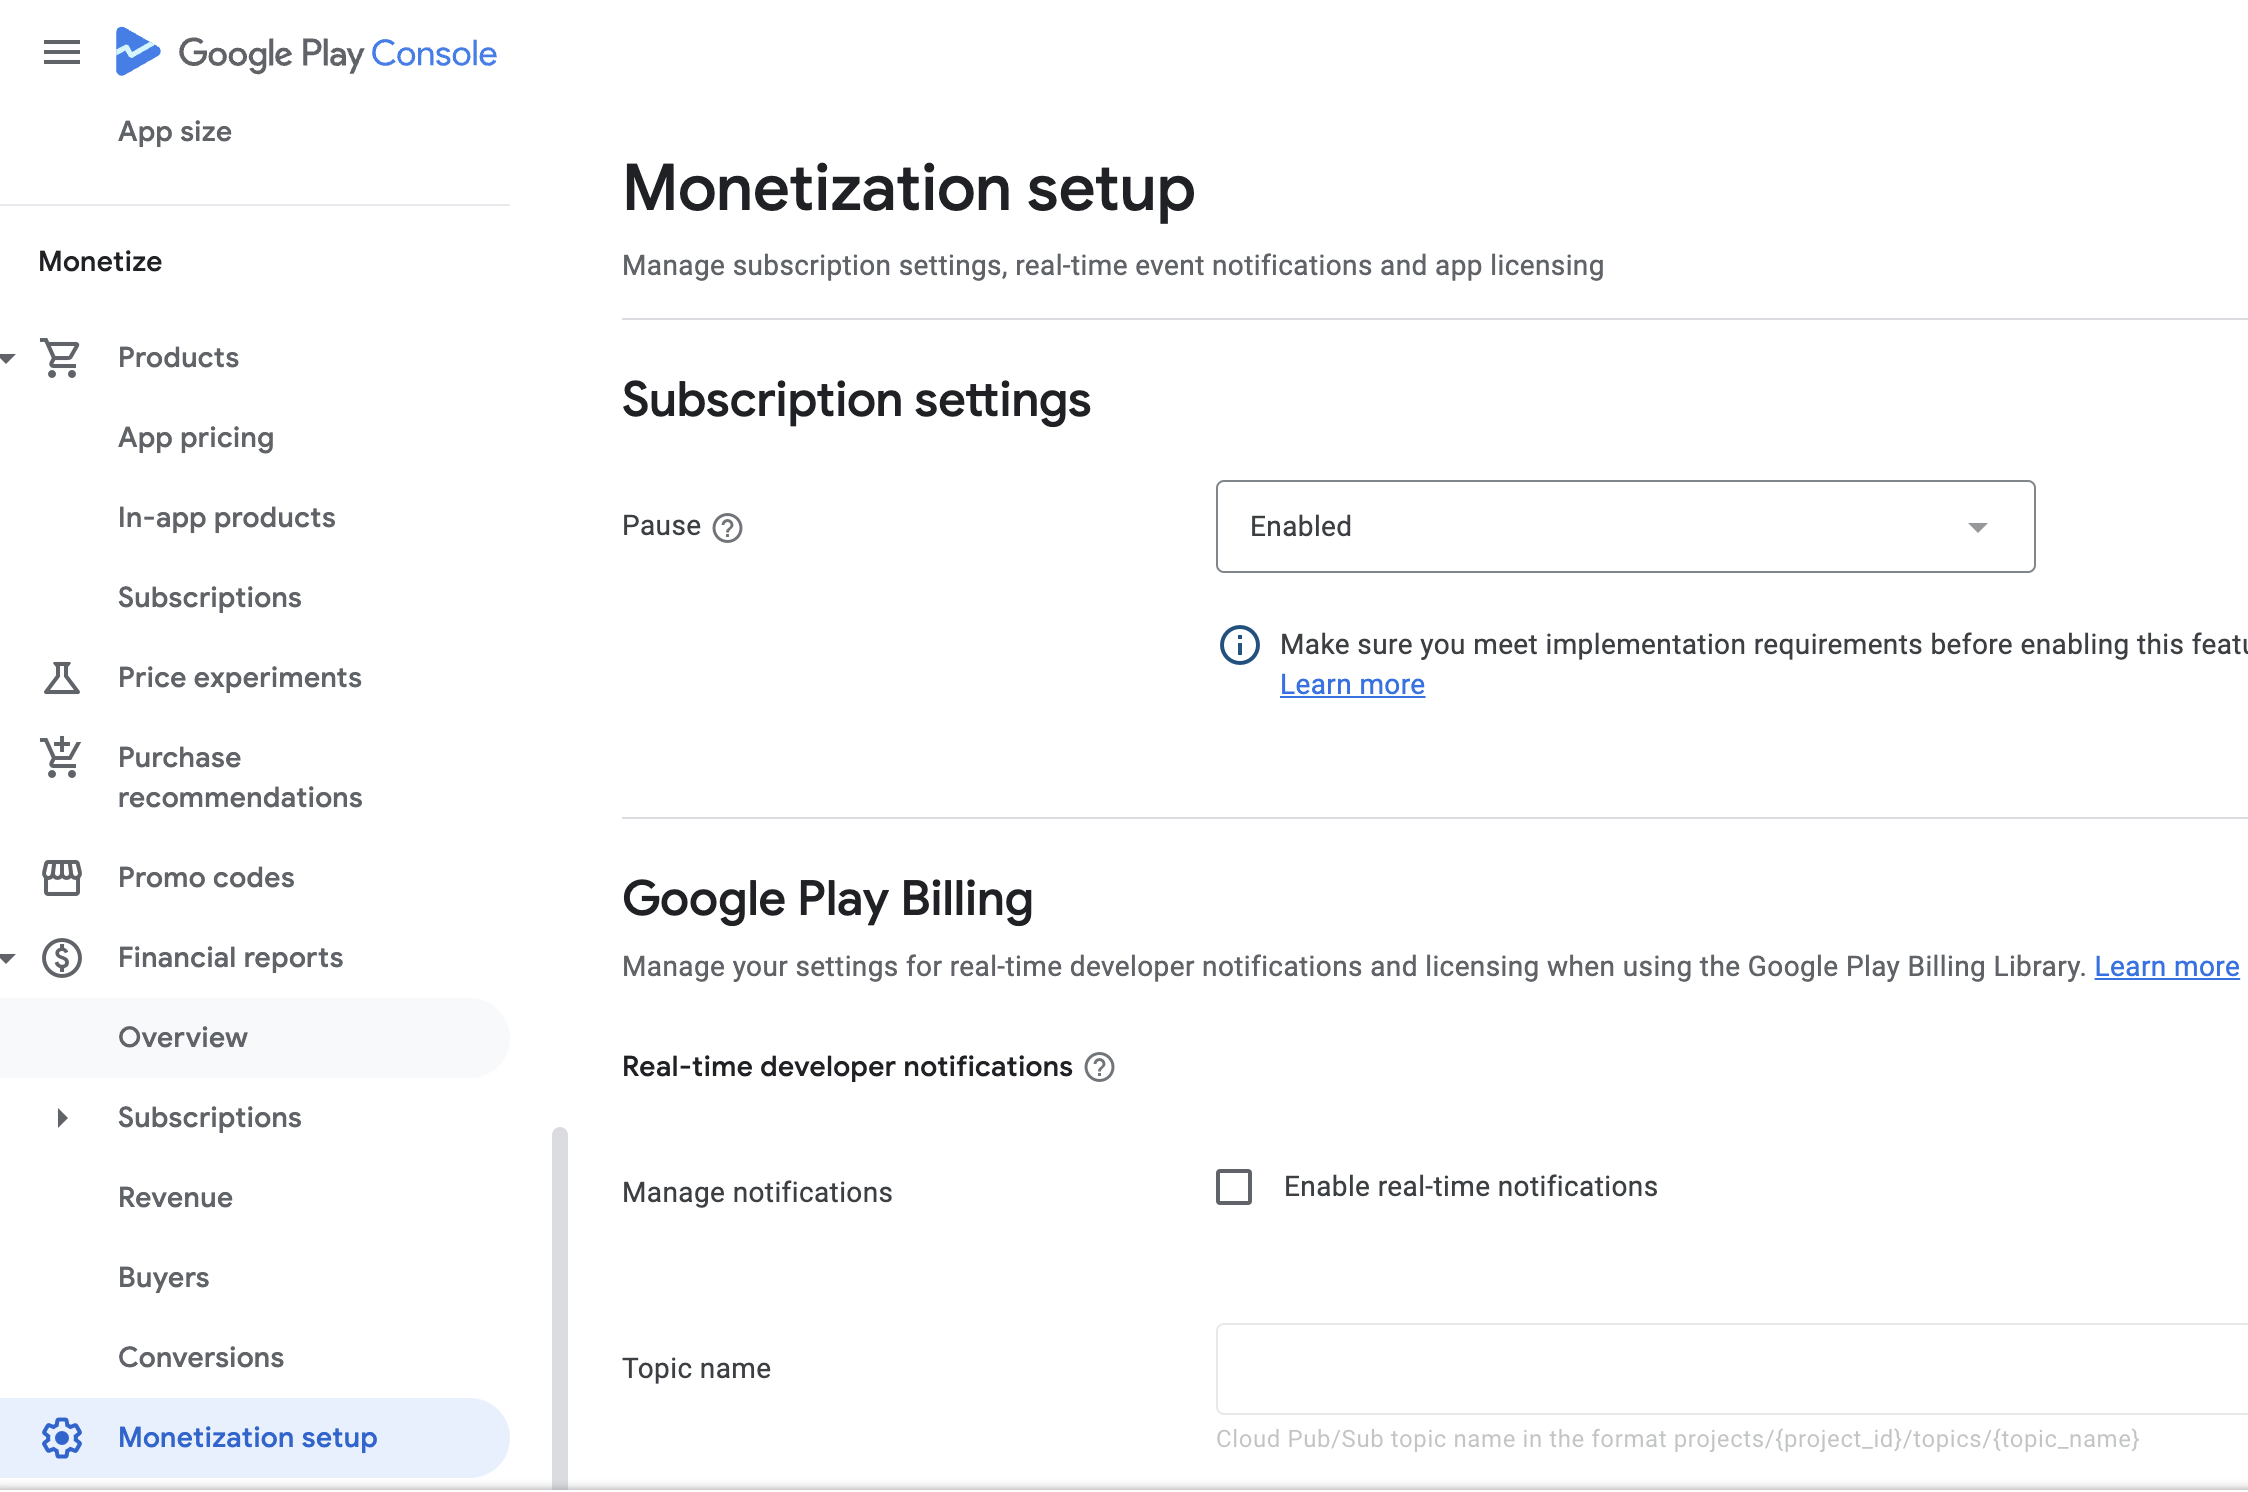 Google Play Console
App size
Monetize
Products
App pricing
In-app products
Subscriptions
Price experiments
Purchase
recommendations
Promo codes
Financial reports
Overview
Subscriptions
Revenue
Buyers
Conversions
Monetization setup
Monetization setup
Manage subscription settings, real-time event notifications and app licensing
Subscription settings
Pause
Enabled
Make sure you meet implementation requirements before enabling this featu
Learn more
Google Play Billing
Manage your settings for real-time developer notifications and licensing when using the Google Play Billing Library. Learn more
Real-time developer notifications
Manage notifications
Enable real-time notifications
Topic name
Cloud Pub/Sub topic name in the format projects/{project_id}/topics/{topic_name}